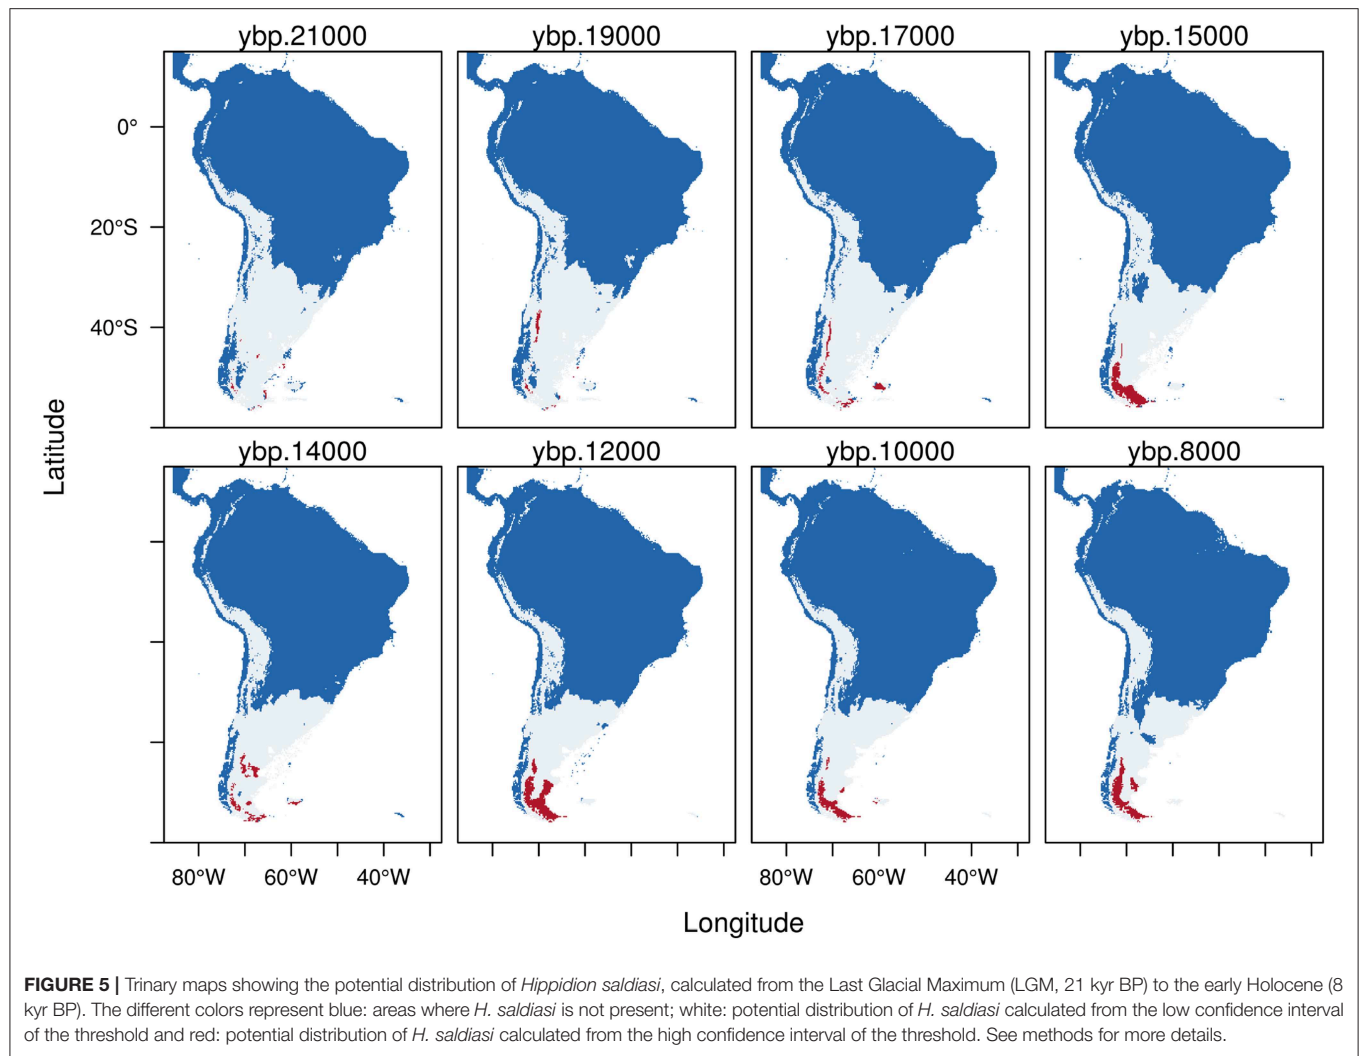 ybp.21000
ybp.19000
ybp.17000
ybp.15000
0°
20°S
40°S
Latitude
ybp.14000
ybp.12000
ybp.10000
ybp.8000
80°W 60°W 40°W
80°W 60°W 40°W
Longitude
FIGURE 5 | Trinary maps showing the potential distribution of Hippidion saldiasi, calculated from the Last Glacial Maximum (LGM, 21 kyr BP) to the early Holocene (8
kyr BP). The different colors represent blue: areas where H. saldiasi is not present; white: potential distribution of H. saldiasi calculated from the low confidence interval
of the threshold and red: potential distribution of H. saldiasi calculated from the high confidence interval of the threshold. See methods for more details.